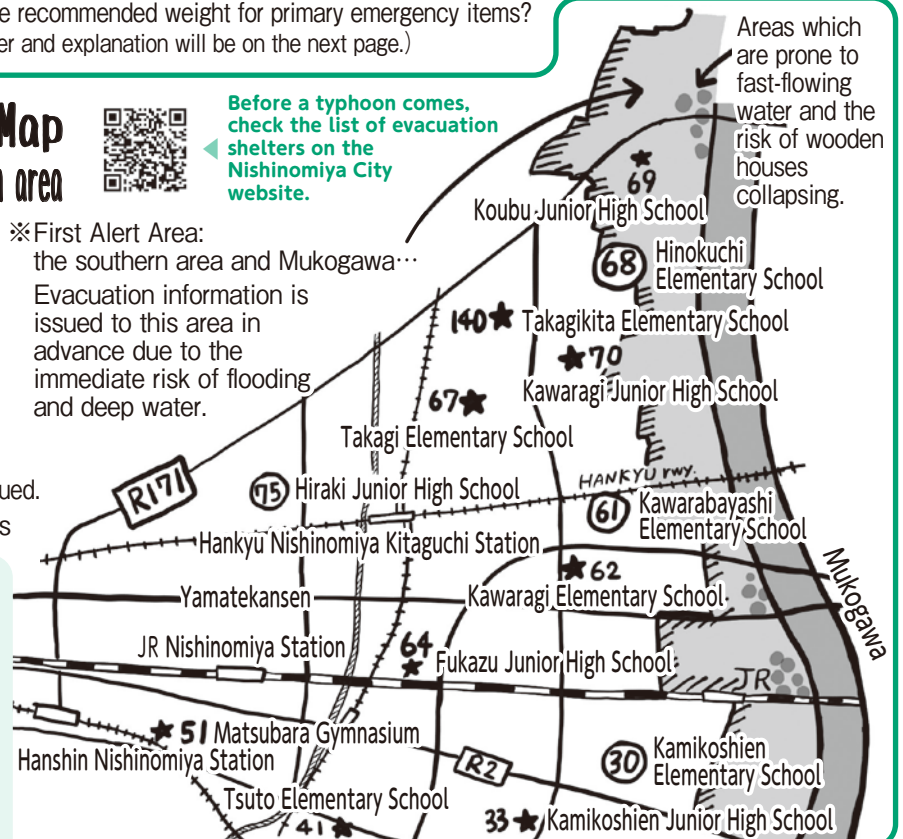 e recommended weight for primary emergency items?
er and explanation will be on the next page.)
Map
area
Before a typhoon comes,
check the list of evacuation
shelters on the
Nishinomiya City
website.
Areas which
are prone to
fast-flowing
water and the
risk of wooden
houses
collapsing.
※First Alert Area:
the southern area and Mukogawa…
Evacuation information is
issued to this area in
advance due to the
immediate risk of flooding
and deep water.
ued.
s
★
69
Koubu Junior High School
68 Hinokuchi
Elementary School
140★ Takagikita Elementary School
★70
Kawaragi Junior High School
67★
Takagi Elementary School
R171
75 Hiraki Junior High School
HANKYU rwy.
61 Kawarabayashi
Elementary School
Hankyu Nishinomiya Kitaguchi Station
★62
Kawaragi Elementary School
Mukogawa
Yamatekansen
JR Nishinomiya Station
64
★ Fukazu Junior High School
JR
★51 Matsubara Gymnasium
Hanshin Nishinomiya Station
R2
30 Kamikoshien
Elementary School
Tsuto Elementary School
41★
33★ Kamikoshien Junior High School